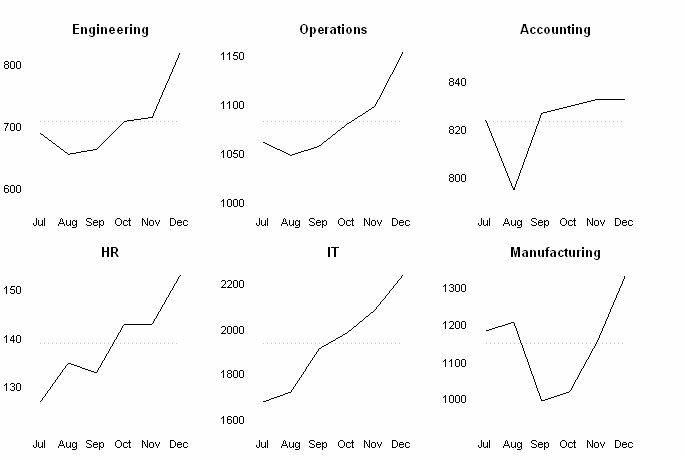 Engineering
800
700
600
Jul Aug Sep Oct Nov Dec
Operations
1150
1100
1050
1000
Jul Aug Sep Oct Nov Dec
Accounting
840
820
800
Jul Aug Sep Oct Nov Dec
HR
150
140
130
Jul Aug Sep Oct Nov Dec
IT
2200
2000
1800
1600
Jul Aug Sep Oct Nov Dec
Manufacturing
1300
1200
1100
1000
Jul Aug Sep Oct Nov Dec